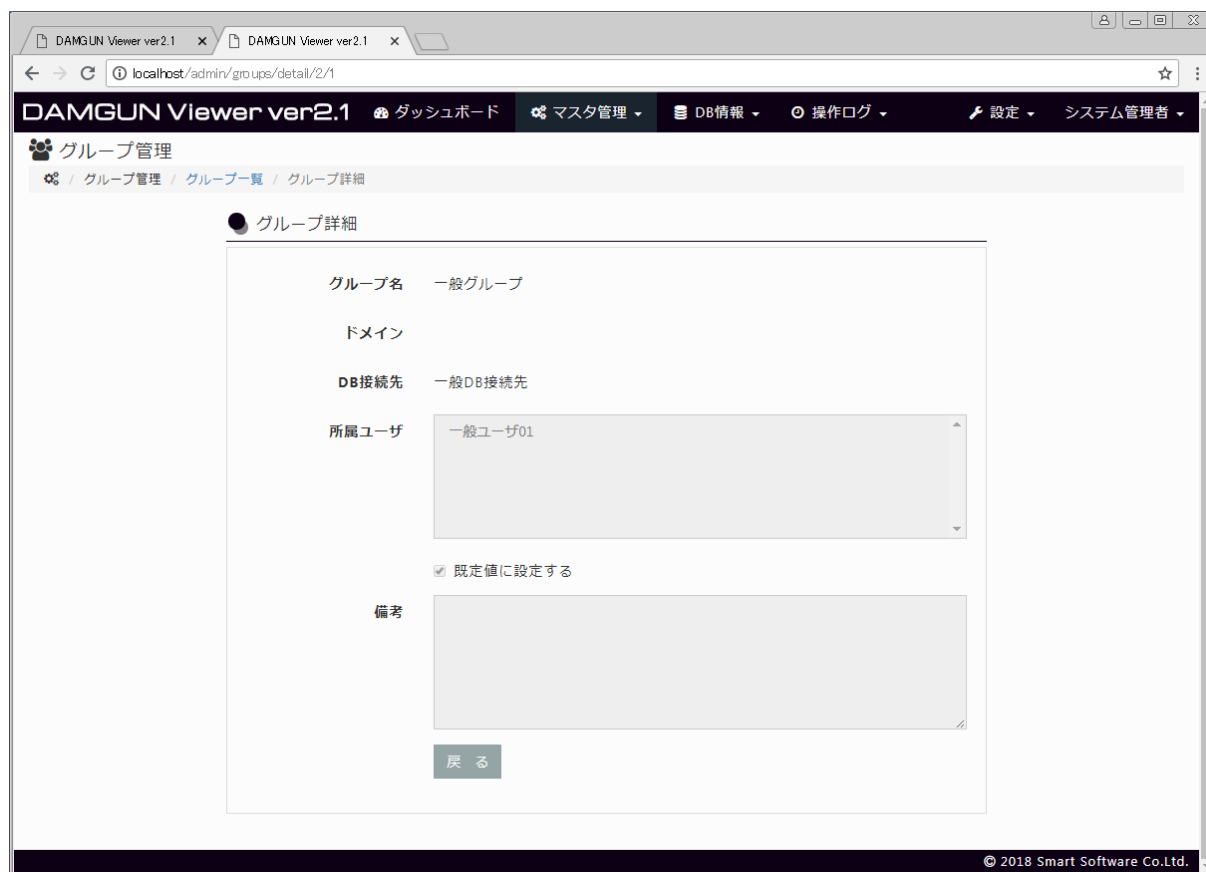 DAMGUN Viewer ver2.1 DAMGUN Viewer ver2.1
localhost/admin/groups/detail/2/1
DAMGUN Viewer ver2.1 ダッシュボード マスタ管理 DB情報 操作ログ 設定 システム管理者
グループ管理
/ グループ管理 / グループ一覧 / グループ詳細
グループ詳細
グループ名 一般グループ
ドメイン
DB接続先 一般DB接続先
所属ユーザ 一般ユーザ01
既定値に設定する
備考
戻 る
© 2018 Smart Software Co.Ltd.